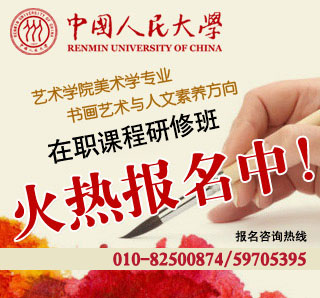 中國人民大學
RENMIN UNIVERSITY OF CHINA
艺术学院美术学专业
书画艺术与人文素养方向
在职课程研修班
火热报名中!
报名咨询热线
010-82500874/59705395